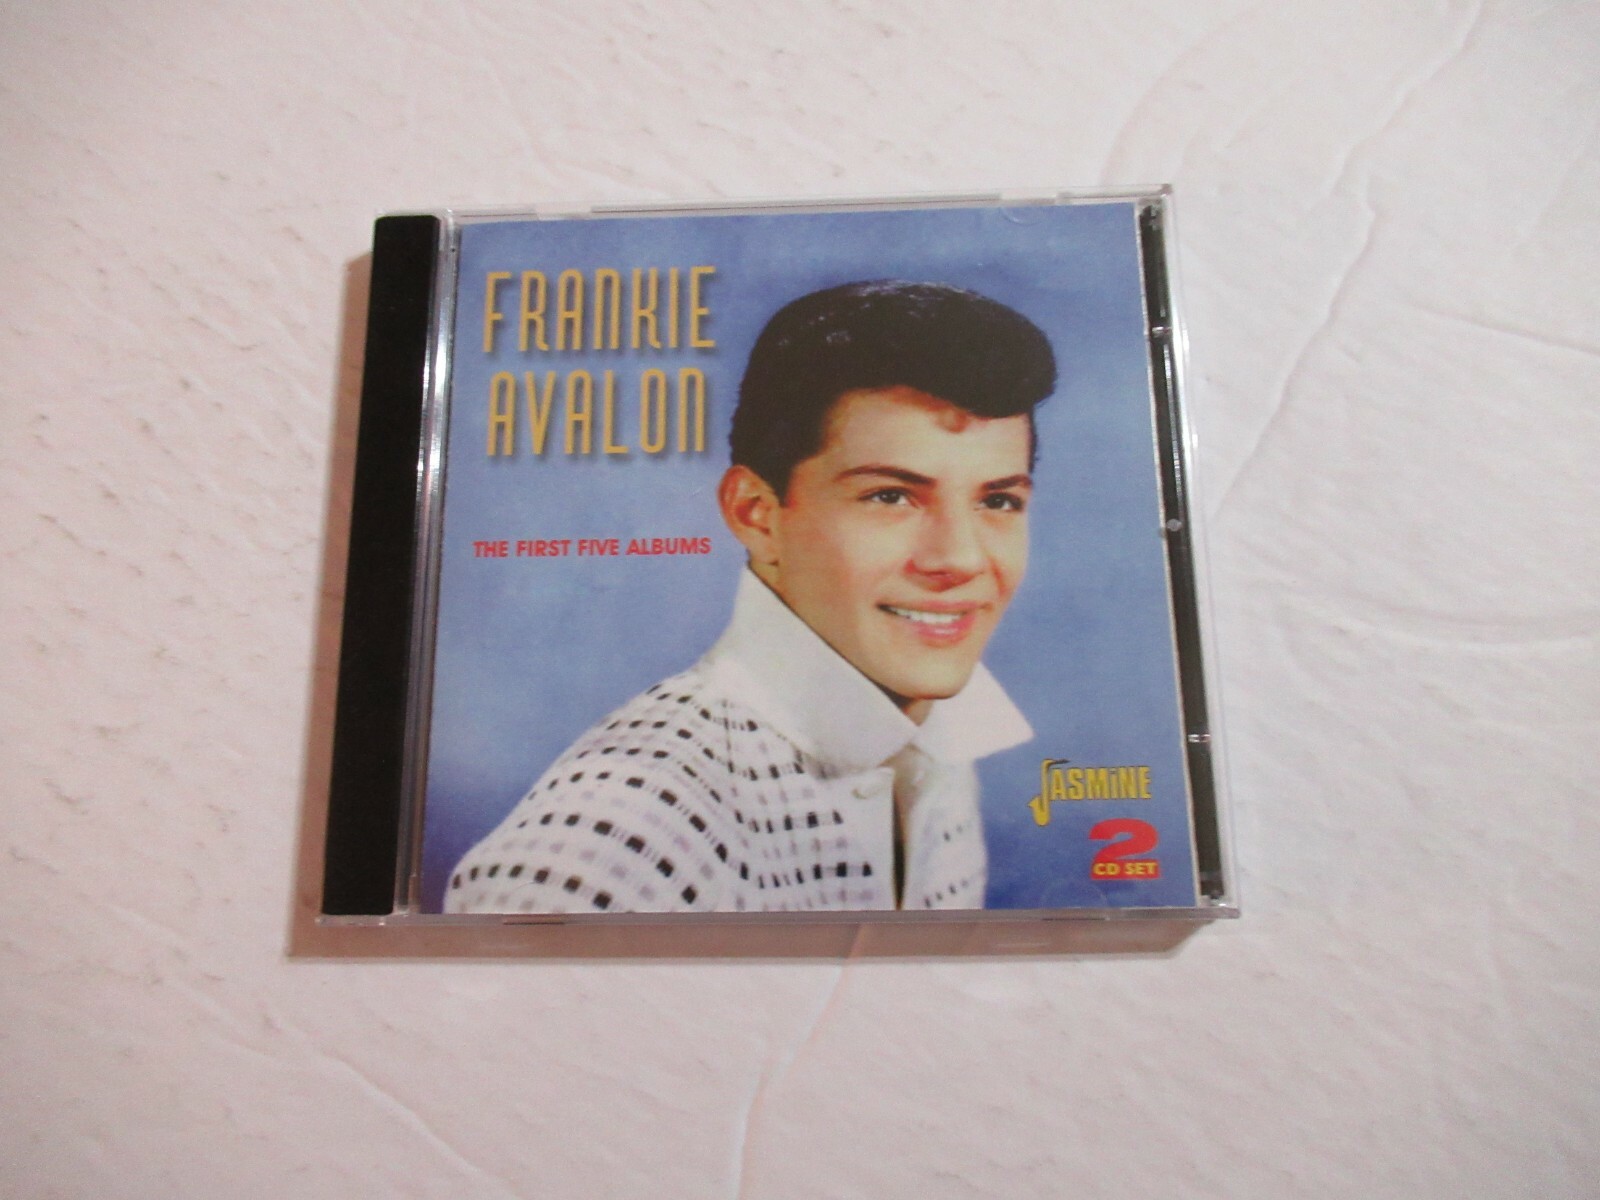 FRANKIE
AVALON
THE FIRST FIVE ALBUMS
JASMiNE
2
CD SET